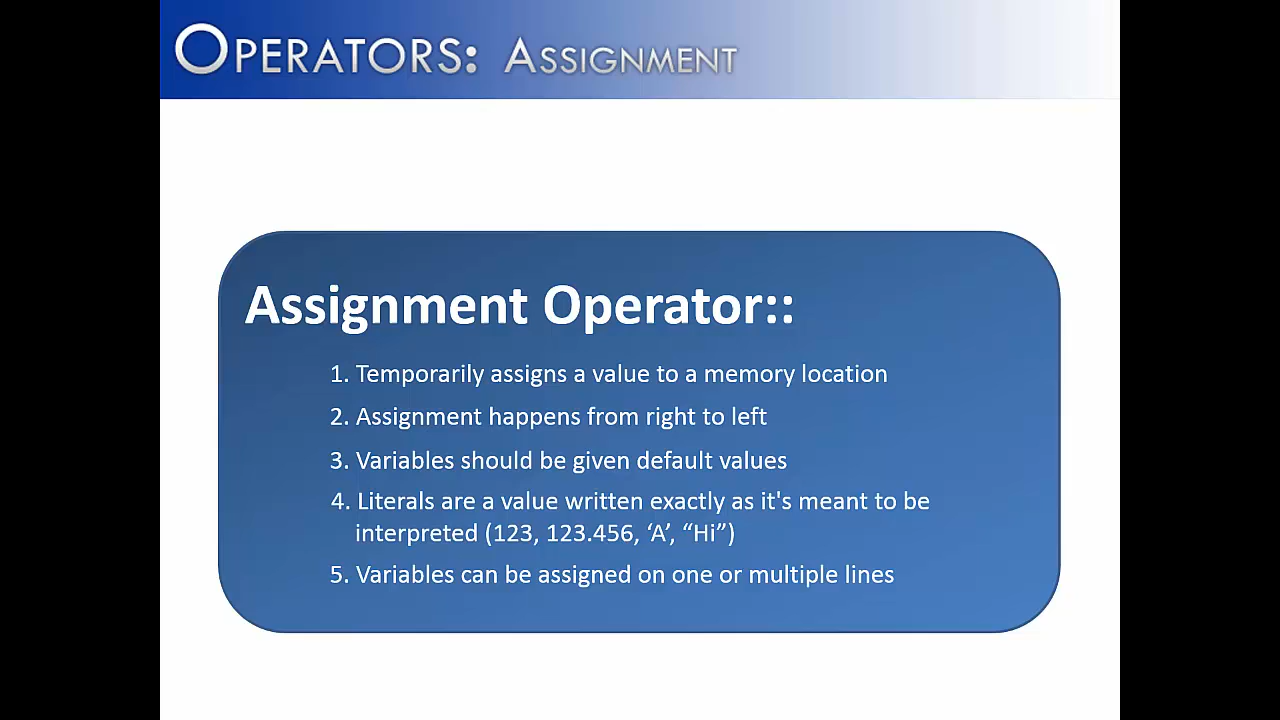 OPERATORS: ASSIGNMENT
Assignment Operator::
1. Temporarily assigns a value to a memory location
2. Assignment happens from right to left
3. Variables should be given default values
4. Literals are a value written exactly as it's meant to be
interpreted (123, 123.456, ‘A’, “Hi”)
5. Variables can be assigned on one or multiple lines